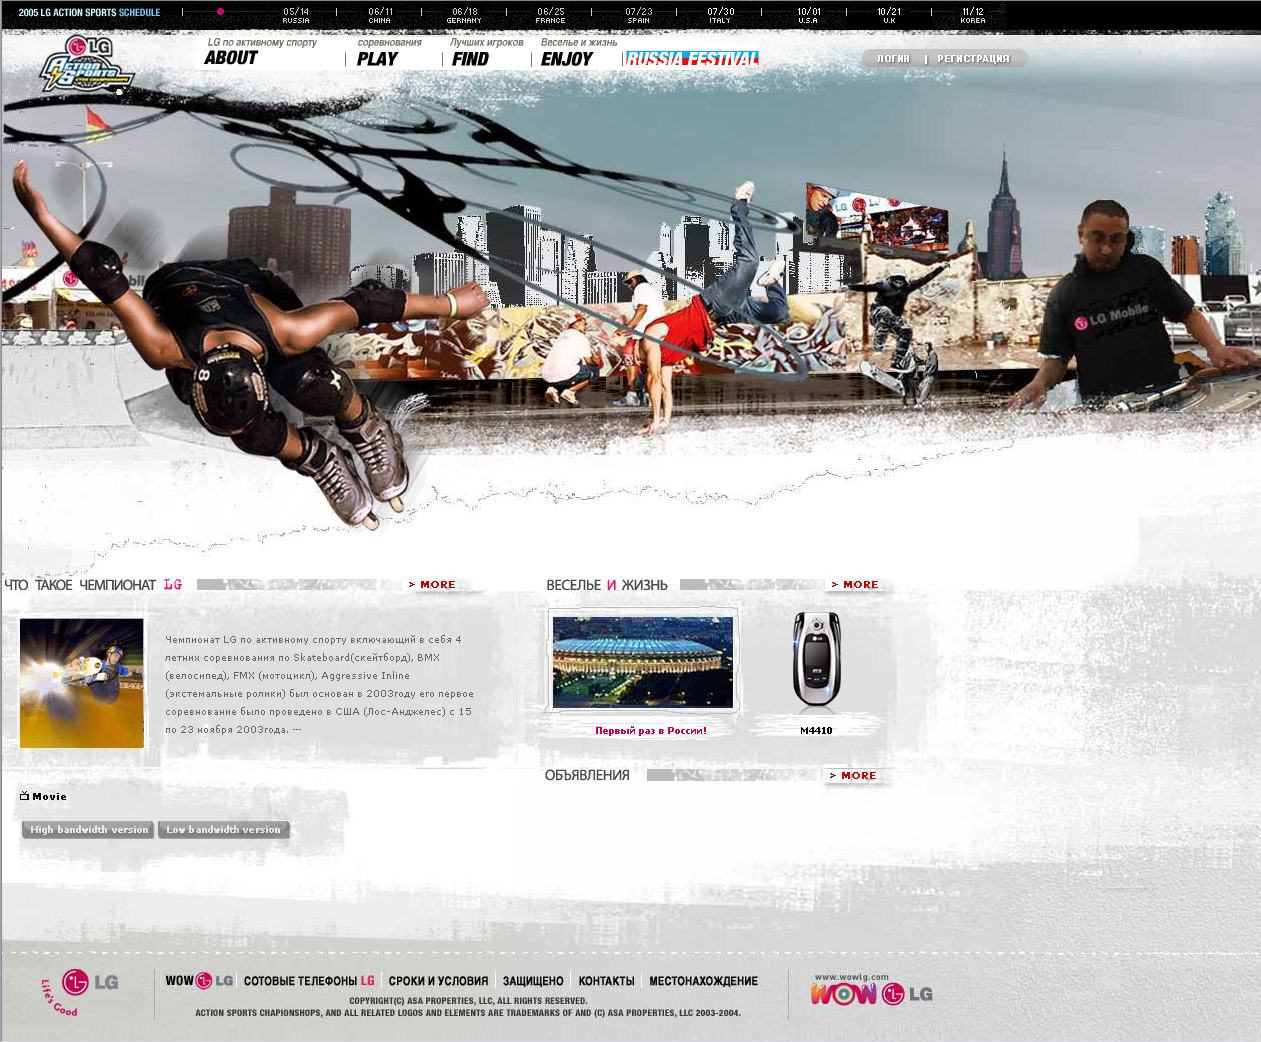 2005 LG ACTION SPORTS SCHEDULE
05/14 RUSSIA
06/11 CHINA
06/18 GERMANY
06/25 FRANCE
07/23 SPAIN
07/30 ITALY
10/01 U.S.A
10/21 U.K
11/12 KOREA
LG
Action Sports
LG по активному спорту
ABOUT
соревнования
PLAY
Лучших игроков
FIND
Веселье и жизнь
ENJOY
RUSSIA FESTIVAL
ЛОГИН | РЕГИСТРАЦИЯ
LG
LG Mobile
8
ЧТО ТАКОЕ ЧЕМПИОНАТ LG
> MORE
Чемпионат LG по активному спорту включающий в себя 4
летних соревнования по Skateboard(скейтборд), BMX
(велосипед), FMX (мотоцикл), Aggressive Inline
(экстемальные ролики) был основан в 2003году его первое
соревнование было проведено в США (Лос-Анджелес) с 15
по 23 ноября 2003года. ...
Movie
High bandwidth version
Low bandwidth version
ВЕСЕЛЬЕ И ЖИЗНЬ
> MORE
Первый раз в России!
M4410
ОБЪЯВЛЕНИЯ
> MORE
LG
Life's Good
WOW LG
СОТОВЫЕ ТЕЛЕФОНЫ LG
СРОКИ И УСЛОВИЯ
ЗАЩИЩЕНО
КОНТАКТЫ
МЕСТОНАХОЖДЕНИЕ
COPYRIGHT(C) ASA PROPERTIES, LLC, ALL RIGHTS RESERVED.
ACTION SPORTS CHAPIONSHOPS, AND ALL RELATED LOGOS AND ELEMENTS ARE TRADEMARKS OF AND (C) ASA PROPERTIES, LLC 2003-2004.
www.wowlg.com
WOW LG